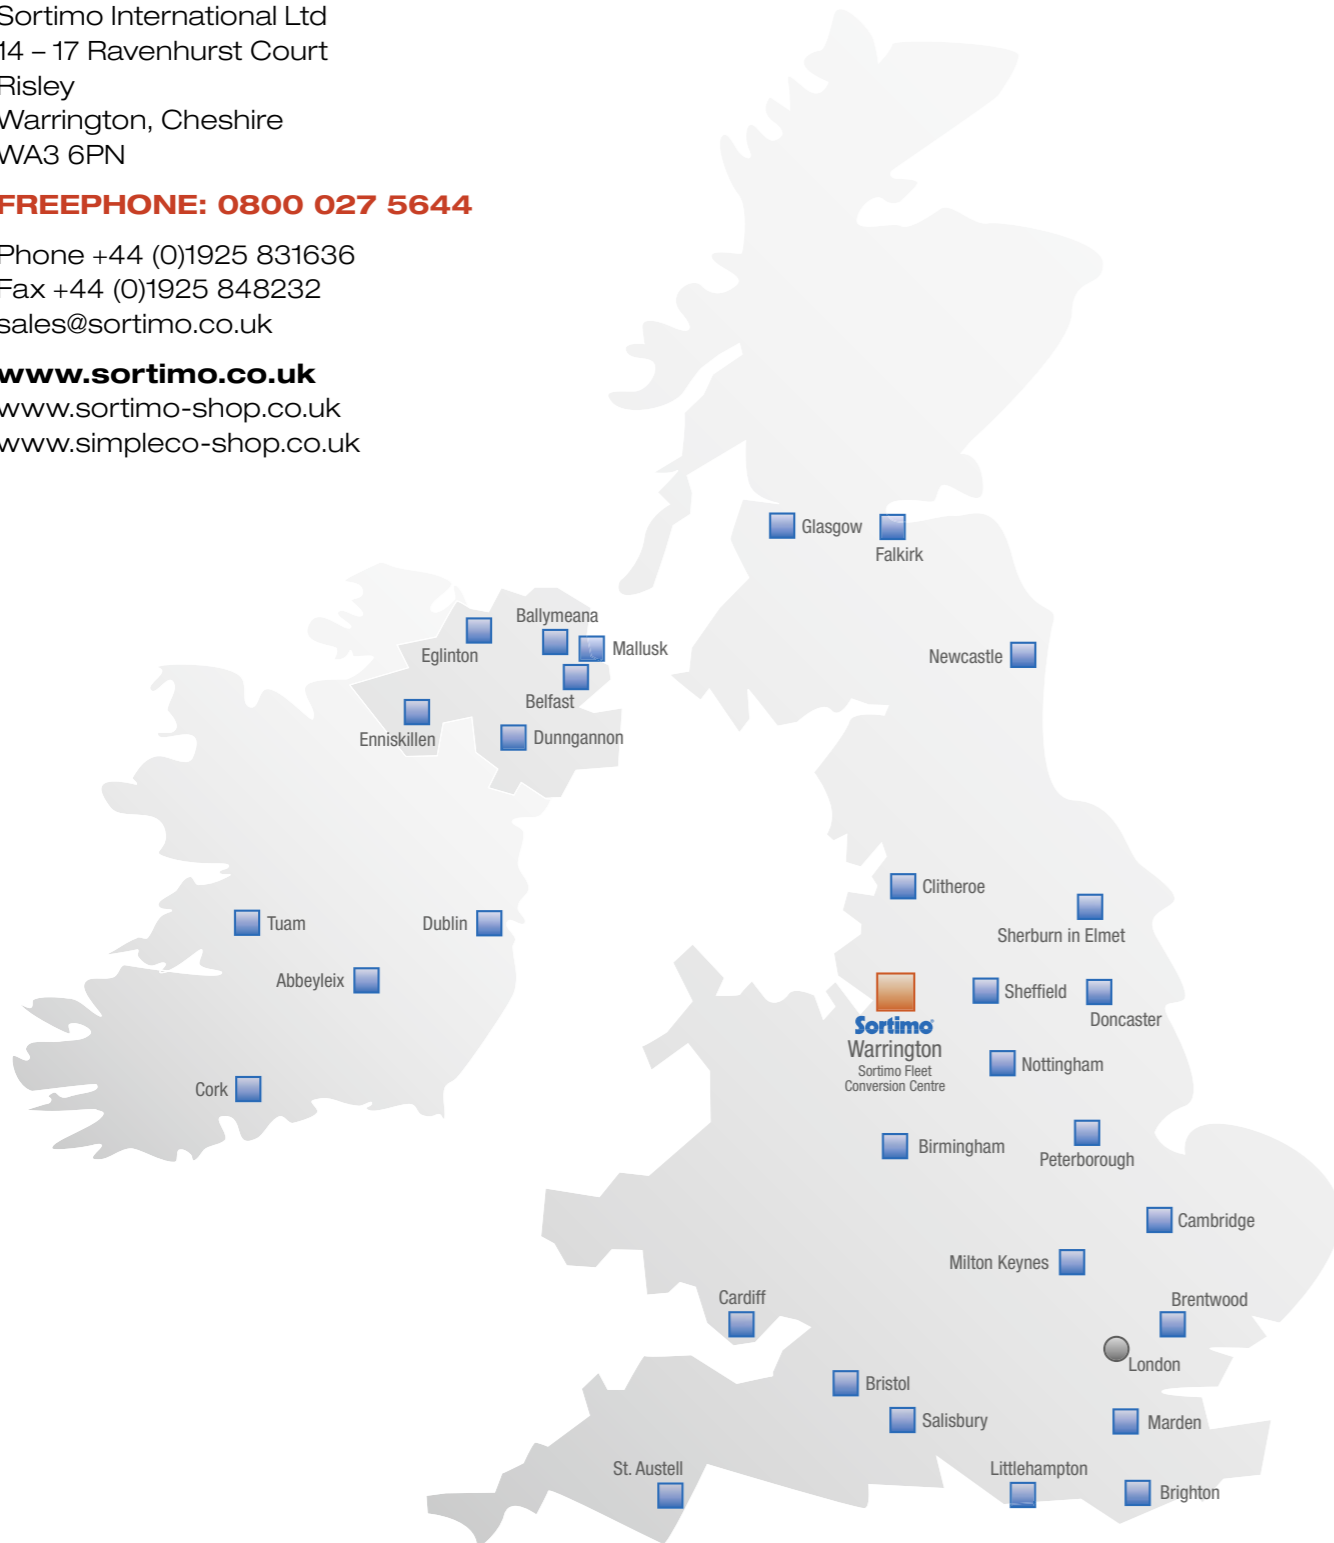 Sortimo International Ltd
14 – 17 Ravenhurst Court
Risley
Warrington, Cheshire
WA3 6PN
FREEPHONE: 0800 027 5644
Phone +44 (0)1925 831636
Fax +44 (0)1925 848232
sales@sortimo.co.uk
www.sortimo.co.uk
www.sortimo-shop.co.uk
www.simpleco-shop.co.uk
Glasgow
Falkirk
Ballymeana
Eglinton
Mallusk
Newcastle
Belfast
Enniskillen
Dunngannon
Clitheroe
Tuam
Dublin
Sherburn in Elmet
Abbeyleix
Sheffield
Doncaster
Sortimo®
Warrington
Sortimo Fleet
Conversion Centre
Nottingham
Cork
Birmingham
Peterborough
Cambridge
Milton Keynes
Cardiff
Brentwood
London
Bristol
Salisbury
Marden
St. Austell
Littlehampton
Brighton